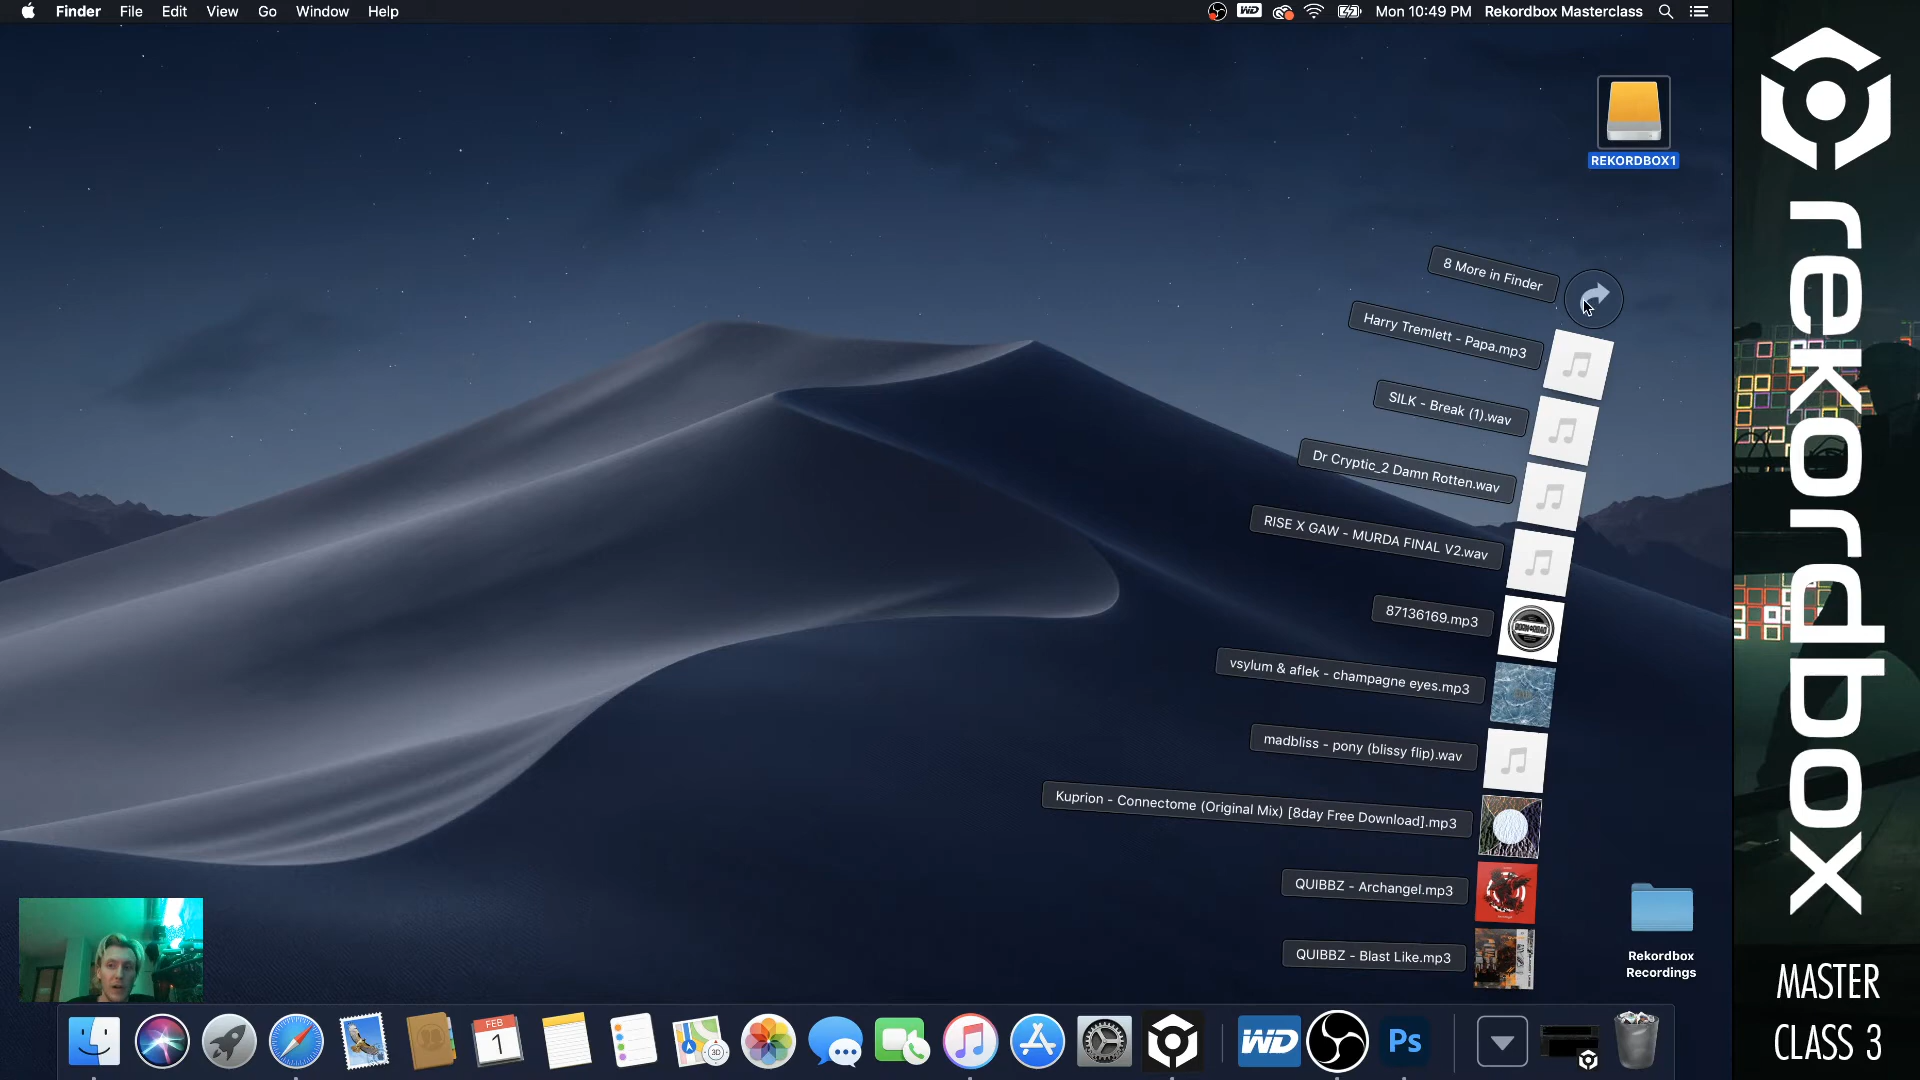 Finder File Edit View Go Window Help
WD
Mon 10:49 PM Rekordbox Masterclass
REKORDBOX1
8 More in Finder
Harry Tremlett - Papa.mp3
SILK - Break (1).wav
Dr Cryptic_2 Damn Rotten.wav
RISE X GAW - MURDA FINAL V2.wav
87136169.mp3
vsylum & aflek - champagne eyes.mp3
madbliss - pony (blissy flip).wav
Kuprion - Connectome (Original Mix) [8day Free Download].mp3
QUIBBZ - Archangel.mp3
QUIBBZ - Blast Like.mp3
Rekordbox
Recordings
FEB
1
3D
WD
Ps
rekordbox
MASTER
CLASS 3